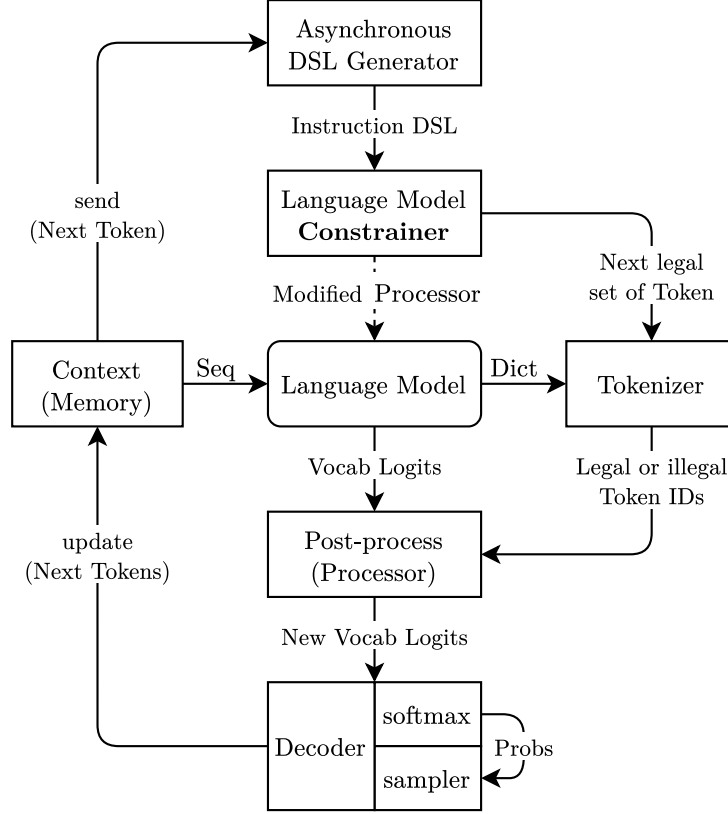 Asynchronous
DSL Generator
Instruction DSL
Language Model
Constrainer
send
(Next Token)
Next legal
set of Token
Modified Processor
Context
(Memory)
Seq
Language Model
Dict
Tokenizer
Vocab Logits
Legal or illegal
Token IDs
Post-process
(Processor)
update
(Next Tokens)
New Vocab Logits
Decoder
softmax
Probs
sampler